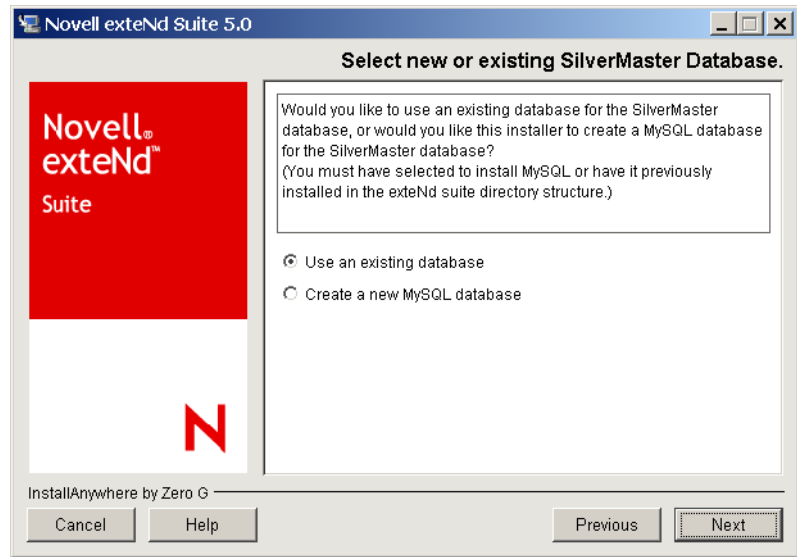 Novell exteNd Suite 5.0
Select new or existing SilverMaster Database.
Novell®
exteNd™
Suite
Would you like to use an existing database for the SilverMaster
database, or would you like this installer to create a MySQL database
for the SilverMaster database?
(You must have selected to install MySQL or have it previously
installed in the exteNd suite directory structure.)
Use an existing database
Create a new MySQL database
N
InstallAnywhere by Zero G
Cancel
Help
Previous
Next